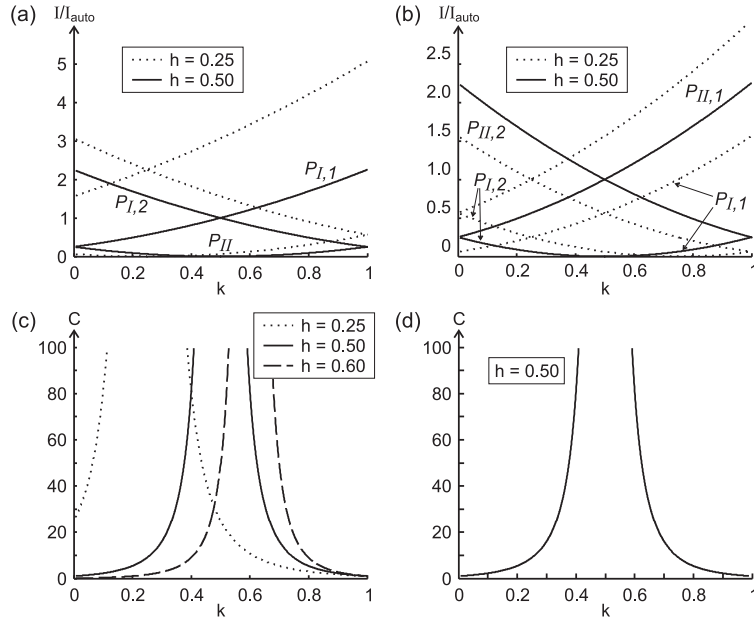 (a)
I/I_auto
h = 0.25
h = 0.50
5
4
3
2
1
0
P_I,1
P_I,2
P_II
0 0.2 0.4 0.6 0.8 1
k
(b)
I/I_auto
h = 0.25
h = 0.50
2.5
2.0
1.5
1
0.5
0
P_II,1
P_II,2
P_I,2
P_I,1
0 0.2 0.4 0.6 0.8 1
k
(c)
C
h = 0.25
h = 0.50
h = 0.60
100
80
60
40
20
0
0 0.2 0.4 0.6 0.8 1
k
(d)
C
h = 0.50
100
80
60
40
20
0
0 0.2 0.4 0.6 0.8 1
k